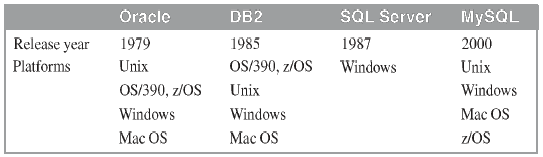 Oracle DB2 SQL Server MySQL
Release year 1979 1985 1987 2000
Platforms Unix OS/390, z/OS Windows Unix
OS/390, z/OS Unix Windows
Windows Windows Mac OS
Mac OS Mac OS z/OS